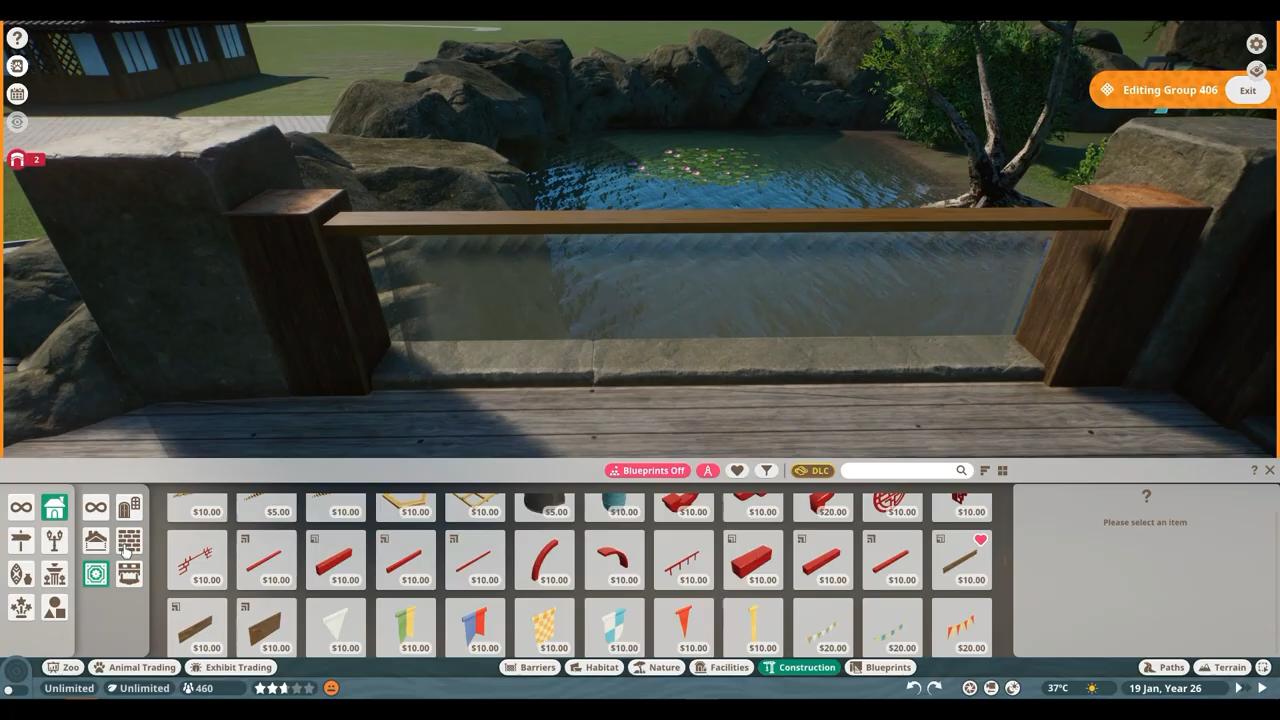 ?
Editing Group 406
Exit
2
Blueprints Off
DLC
?
$10.00 $5.00 $10.00 $10.00 $10.00 $5.00 $10.00 $10.00 $10.00 $20.00 $10.00 $10.00
?
Please select an item
$10.00 $10.00 $10.00 $10.00 $10.00 $10.00 $10.00 $10.00 $10.00 $10.00 $10.00 $10.00
$10.00 $10.00 $10.00 $10.00 $10.00 $10.00 $10.00 $10.00 $10.00 $20.00 $20.00 $20.00
Zoo Animal Trading Exhibit Trading Barriers Habitat Nature Facilities Construction Blueprints Paths Terrain
Unlimited Unlimited 460 37°C 19 Jan, Year 26